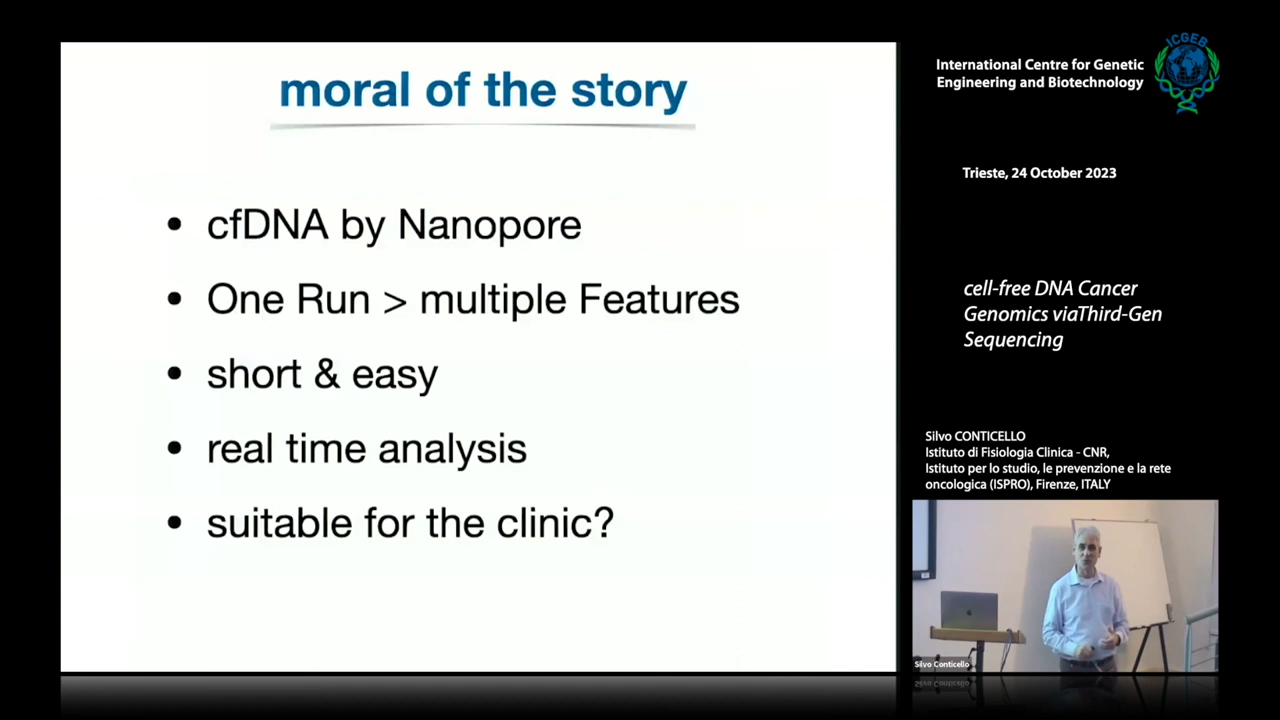 moral of the story
• cfDNA by Nanopore
• One Run > multiple Features
• short & easy
• real time analysis
• suitable for the clinic?
International Centre for Genetic
Engineering and Biotechnology
ICGEB
Trieste, 24 October 2023
cell-free DNA Cancer
Genomics viaThird-Gen
Sequencing
Silvo CONTICELLO
Istituto di Fisiologia Clinica - CNR,
Istituto per lo studio, le prevenzione e la rete
oncologica (ISPRO), Firenze, ITALY
Silvo Conticello